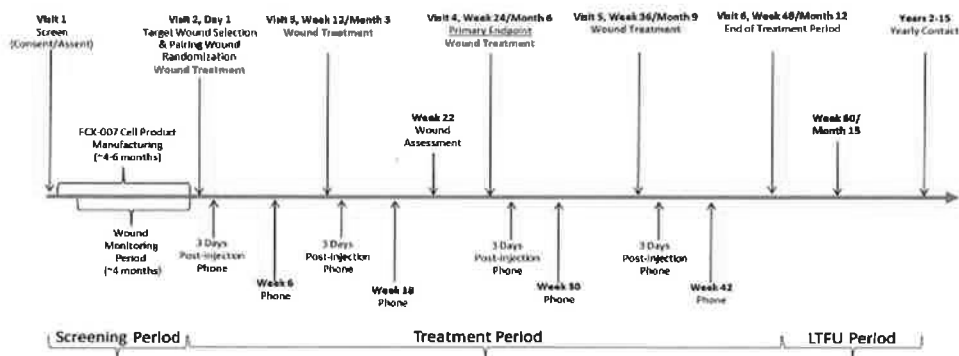 Visit 1
Screen
(Consent/Assent)
Visit 2, Day 1
Target Wound Selection
& Pairing Wound
Randomization
Wound Treatment
Visit 3, Week 12/Month 3
Wound Treatment
Visit 4, Week 24/Month 6
Primary Endpoint
Wound Treatment
Visit 5, Week 36/Month 9
Wound Treatment
Visit 6, Week 48/Month 12
End of Treatment Period
Years 2-15
Yearly Contact
FCX-007 Cell Product
Manufacturing
(~4-6 months)
Week 22
Wound
Assessment
Week 60/
Month 15
Wound
Monitoring
Period
(~4 months)
3 Days
Post-injection
Phone
Week 6
Phone
3 Days
Post-injection
Phone
Week 18
Phone
3 Days
Post-injection
Phone
Week 30
Phone
3 Days
Post-injection
Phone
Week 42
Phone
Screening Period
Treatment Period
LTFU Period